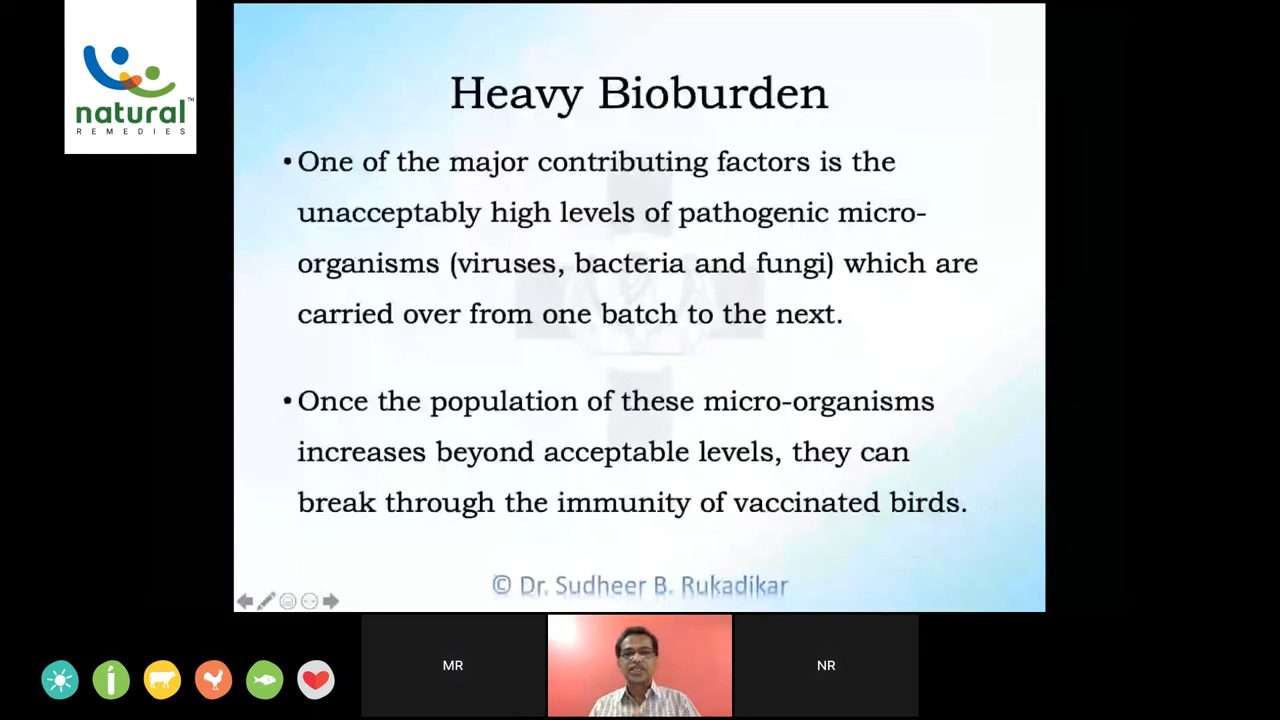 natural™
REMEDIES
Heavy Bioburden
• One of the major contributing factors is the
unacceptably high levels of pathogenic micro-
organisms (viruses, bacteria and fungi) which are
carried over from one batch to the next.
• Once the population of these micro-organisms
increases beyond acceptable levels, they can
break through the immunity of vaccinated birds.
© Dr. Sudheer B. Rukadikar
MR
NR